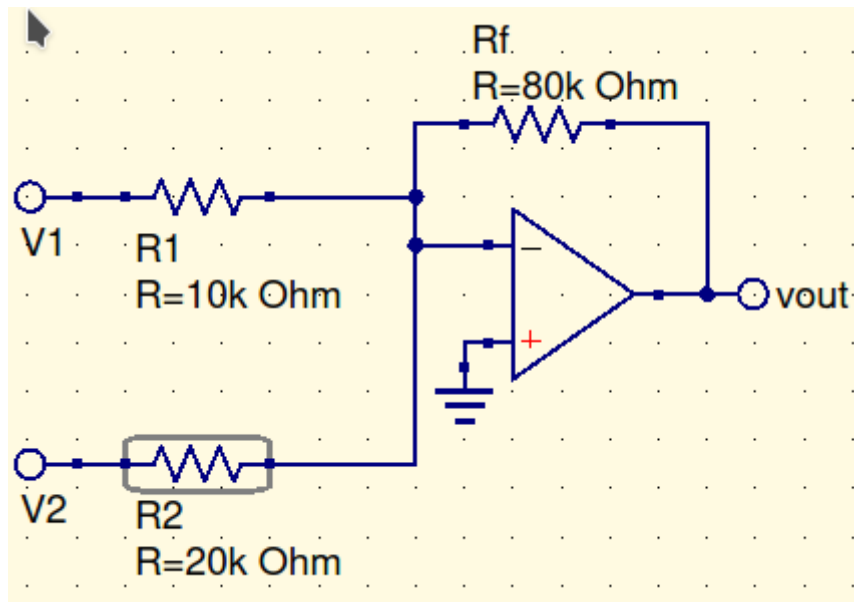 Rf
R=80k Ohm
V1
R1
R=10k Ohm
−
+
vout
V2
R2
R=20k Ohm